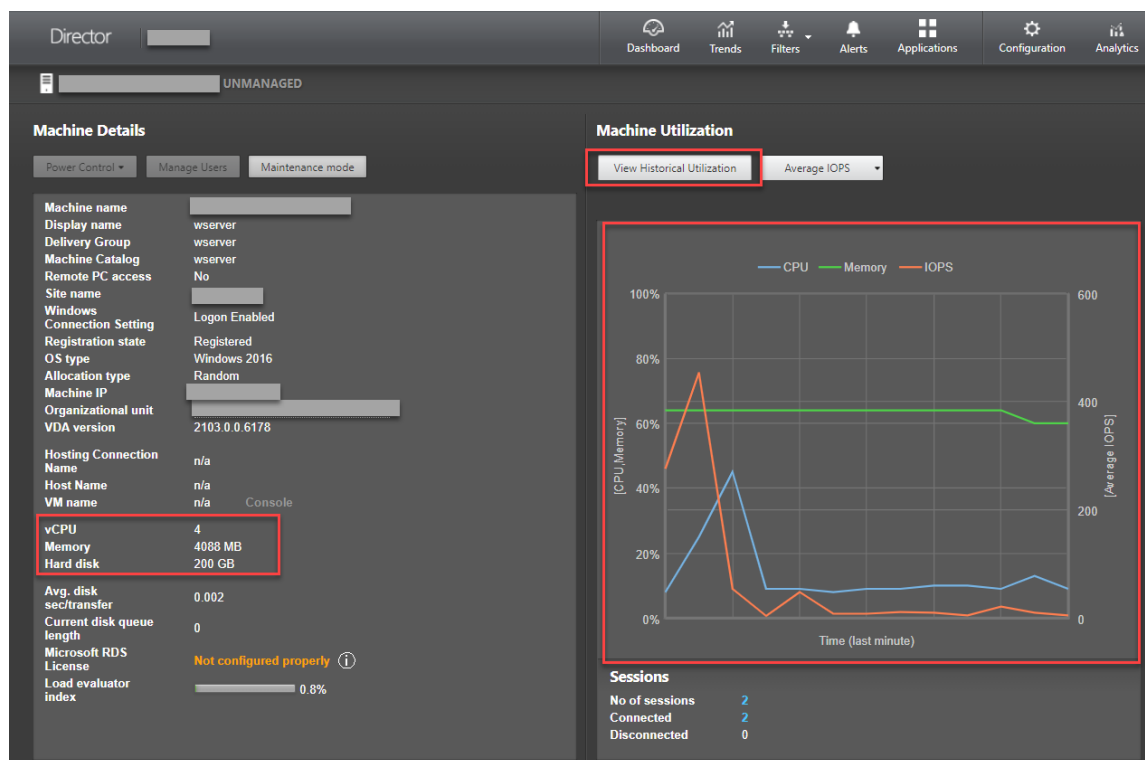 Director
Dashboard Trends Filters Alerts Applications Configuration Analytics
UNMANAGED
Machine Details
Power Control Manage Users Maintenance mode
Machine name
Display name wserver
Delivery Group wserver
Machine Catalog wserver
Remote PC access No
Site name
Windows
Connection Setting Logon Enabled
Registration state Registered
OS type Windows 2016
Allocation type Random
Machine IP
Organizational unit
VDA version 2103.0.0.6178
Hosting Connection
Name n/a
Host Name n/a
VM name n/a Console
vCPU 4
Memory 4088 MB
Hard disk 200 GB
Avg. disk
sec/transfer 0.002
Current disk queue
length 0
Microsoft RDS
License Not configured properly
Load evaluator
index 0.8%
Machine Utilization
View Historical Utilization Average IOPS
CPU Memory IOPS
100% 600
80%
400
60%
40%
200
20%
0% 0
[CPU,Memory]
[Average IOPS]
Time (last minute)
Sessions
No of sessions 2
Connected 2
Disconnected 0